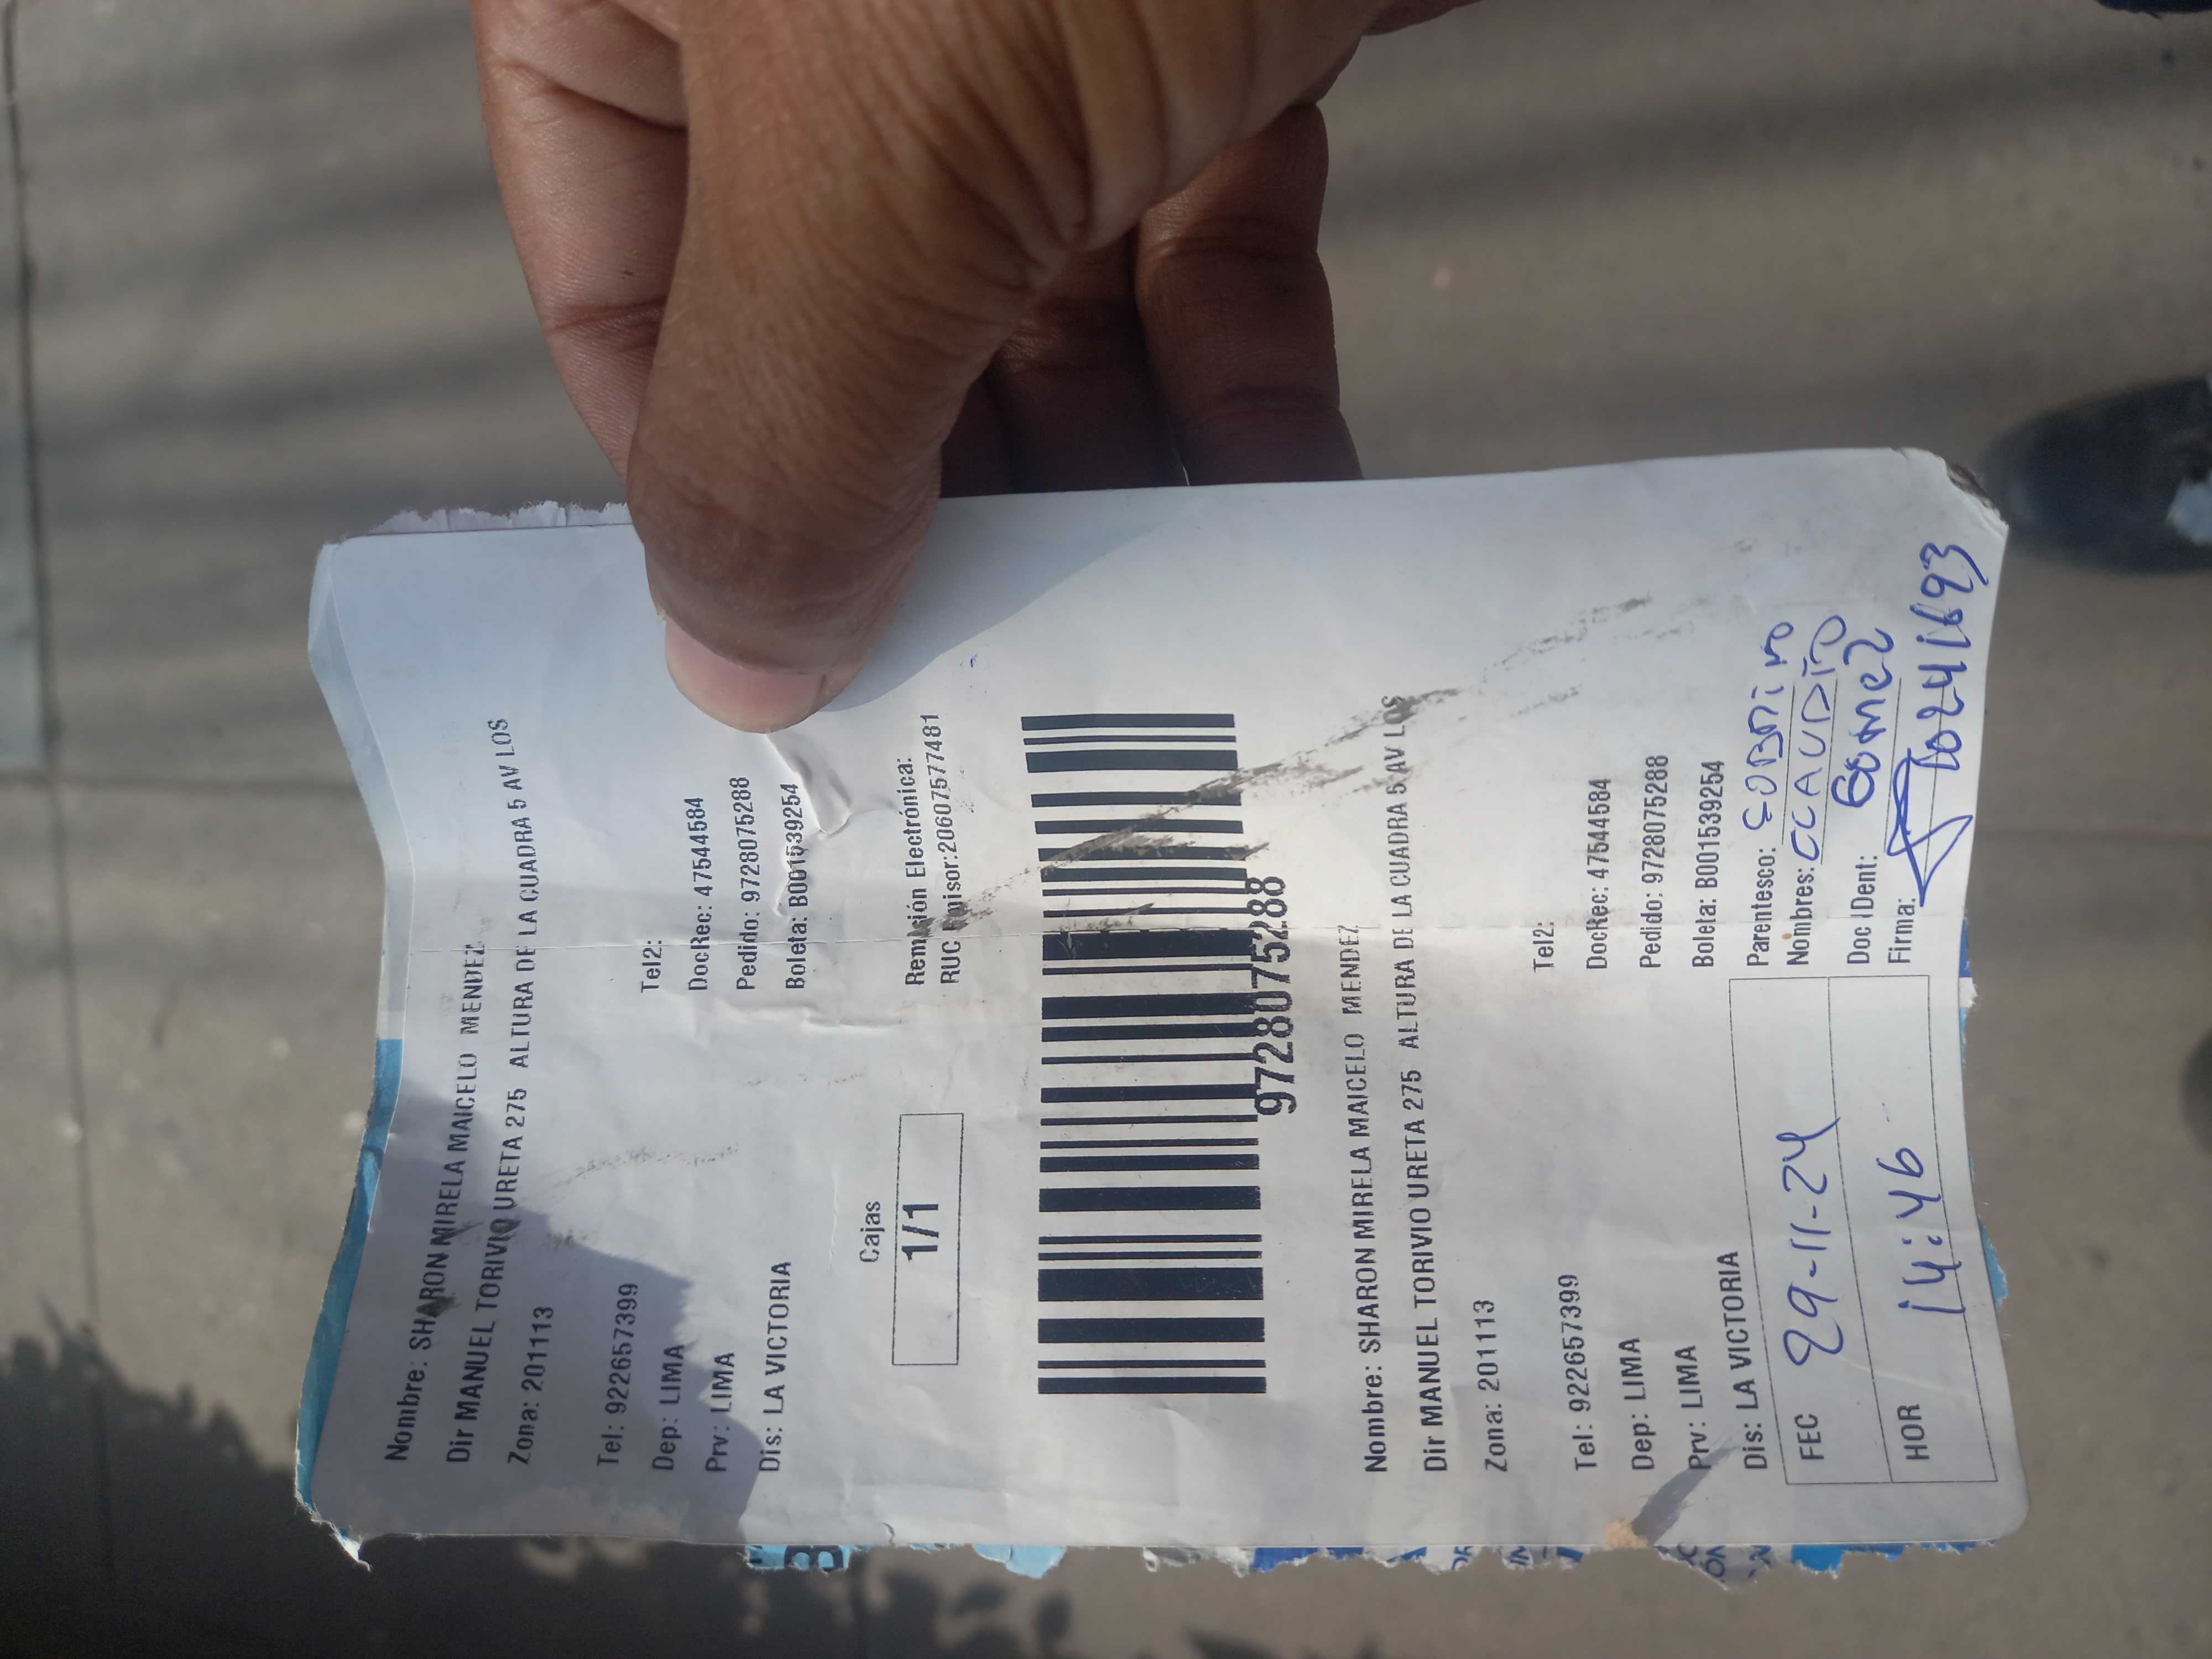 Nombre: SHARON MIRELA MAICELO MENDEZ
Dir MANUEL TORIVIO URETA 275 ALTURA DE LA CUADRA 5 AV LOS
Zona: 201113
Tel: 922657399
Tel2:
Dep: LIMA
DocRec: 47544584
Prv: LIMA
Pedido: 9728075288
Dis: LA VICTORIA
Boleta: B001539254
Cajas
1/1
Remisión Electrónica:
RUC Emisor:20607577481
9728075288
Nombre: SHARON MIRELA MAICELO MENDEZ
Dir MANUEL TORIVIO URETA 275 ALTURA DE LA CUADRA 5 AV LOS
Zona: 201113
Tel: 922657399
Tel2:
Dep: LIMA
DocRec: 47544584
Prv: LIMA
Pedido: 9728075288
Dis: LA VICTORIA
Boleta: B001539254
FEC 29-11-24
Parentesco: SOBRINO
Nombres: CLAUDIO
HOR 14:46
Doc IDent: Gomez
Firma: 10241693